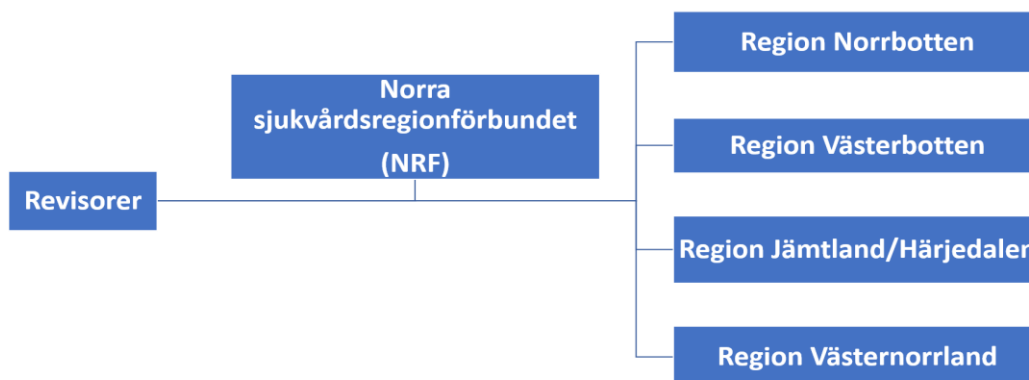 Revisorer
Norra
sjukvårdsregionförbundet
(NRF)
Region Norrbotten
Region Västerbotten
Region Jämtland/Härjedalen
Region Västernorrland